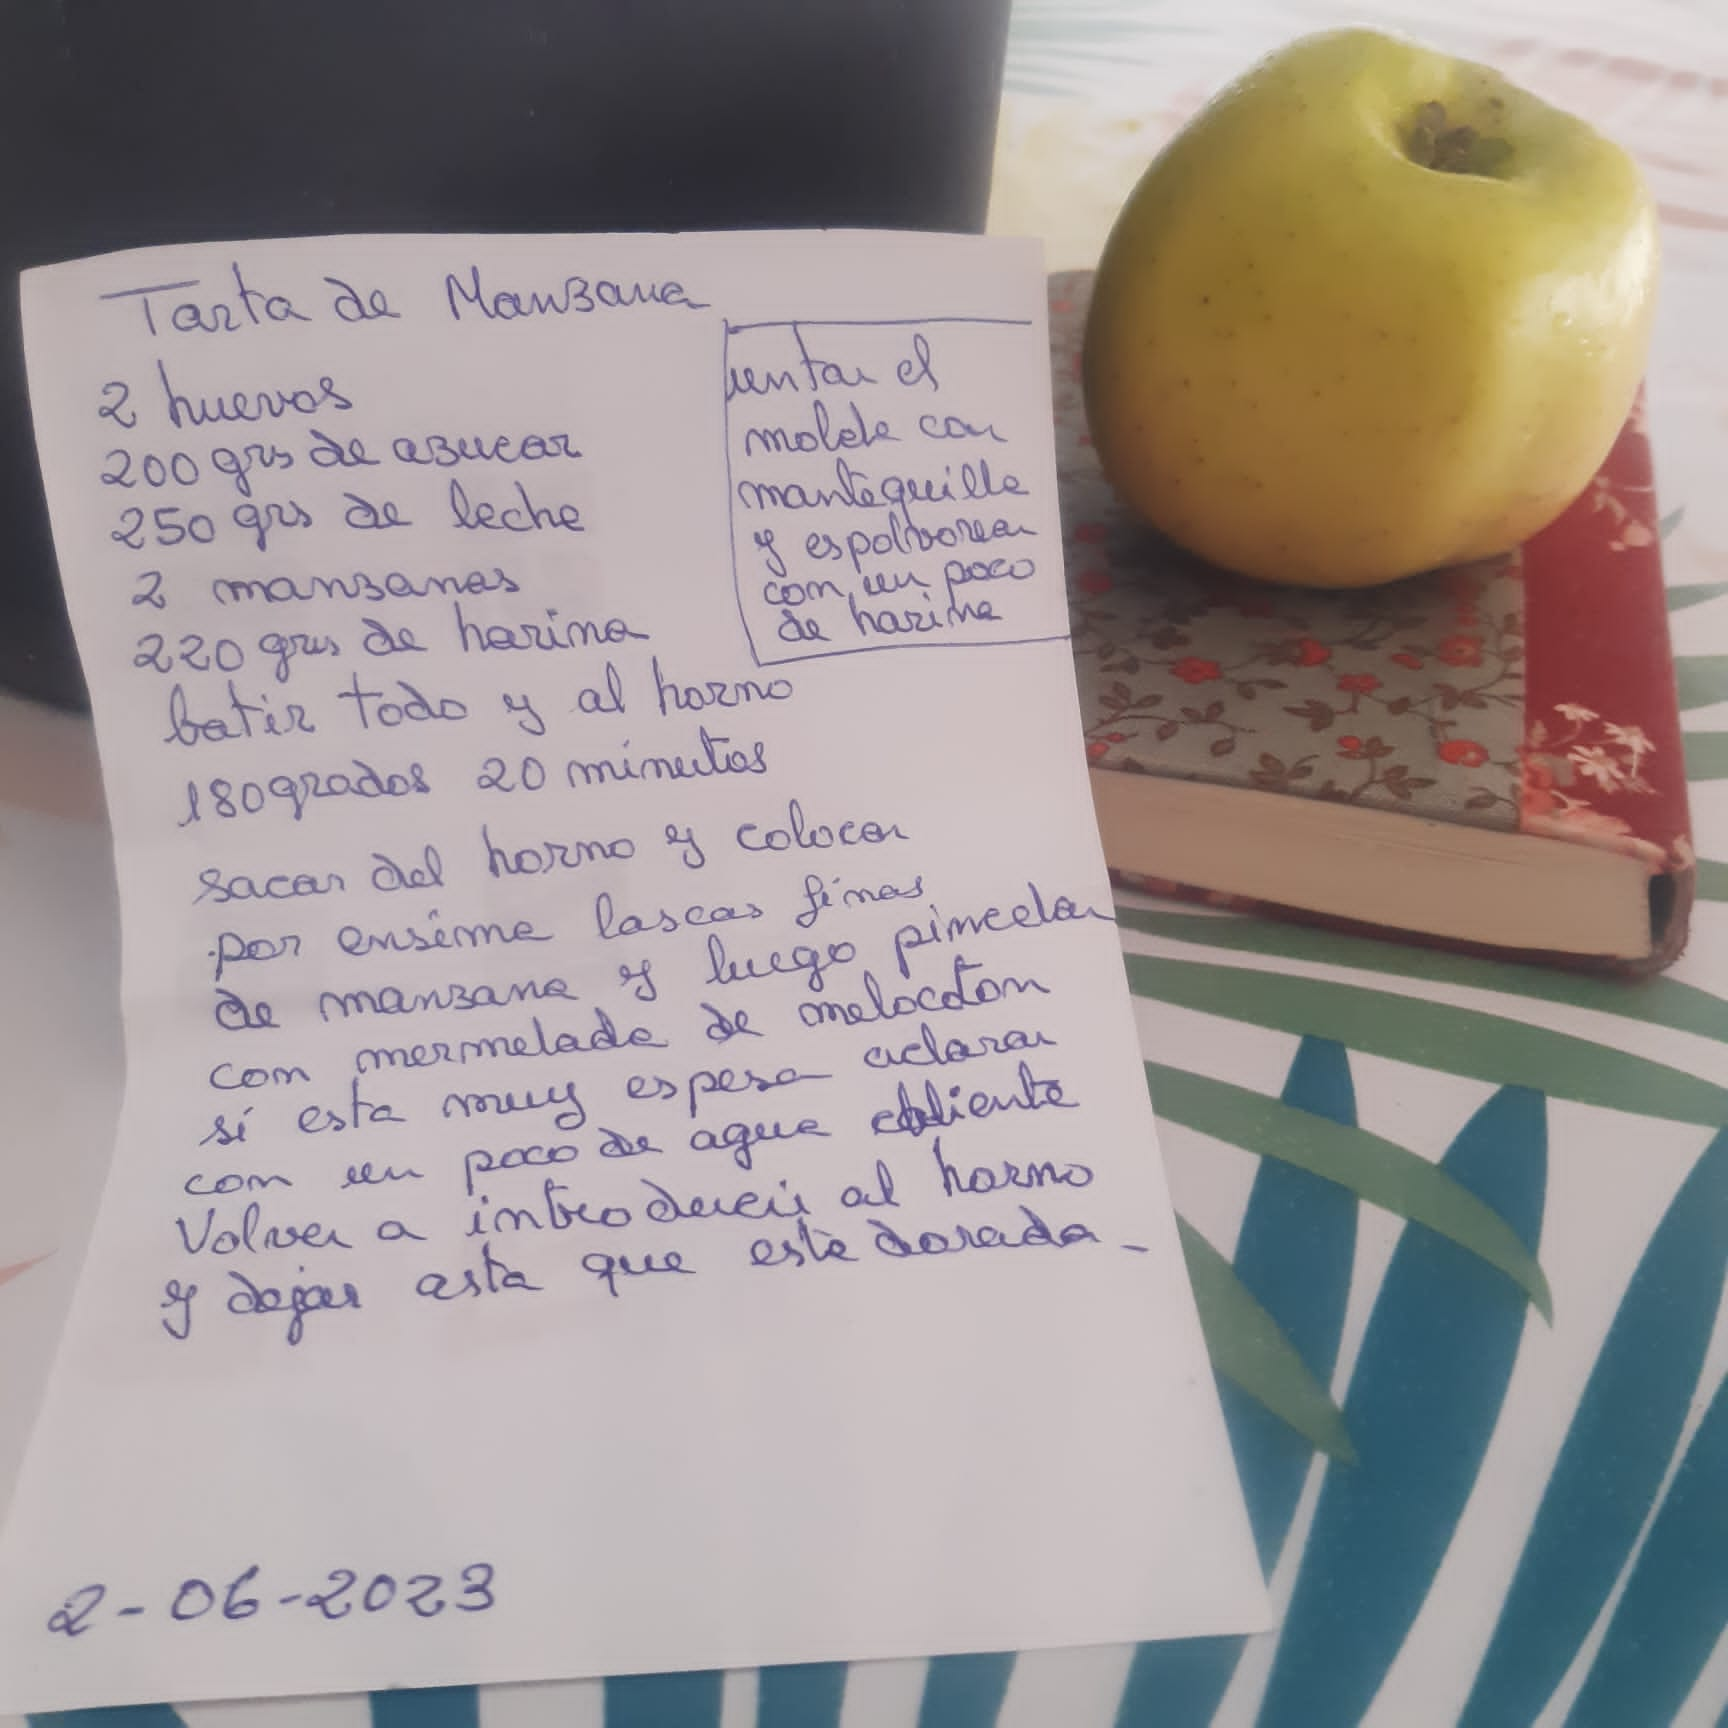 Tarta de Manzana
2 huevos
200 grs de azucar
250 grs de leche
2 manzanas
220 grs de harina
untar el
molde con
mantequilla
y espolvorear
con un poco
de harina
batir todo y al horno
180 grados 20 minutos
sacar del horno y colocar
por ensima lascas finas
de manzana y luego pincelar
con mermelada de melocoton
si esta muy espesa aclarar
con un poco de agua caliente
Volver a introducir al horno
y dejar asta que este dorada -
2-06-2023